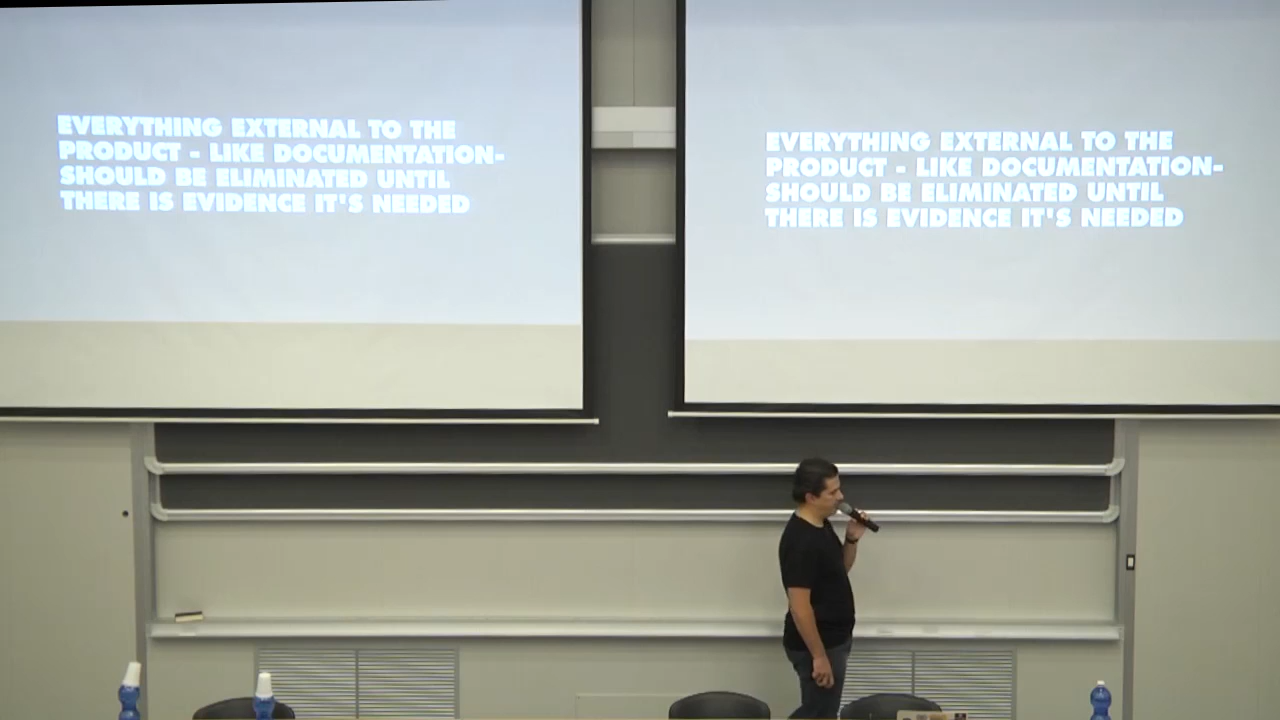 EVERYTHING EXTERNAL TO THE
PRODUCT - LIKE DOCUMENTATION-
SHOULD BE ELIMINATED UNTIL
THERE IS EVIDENCE IT'S NEEDED
EVERYTHING EXTERNAL TO THE
PRODUCT - LIKE DOCUMENTATION-
SHOULD BE ELIMINATED UNTIL
THERE IS EVIDENCE IT'S NEEDED